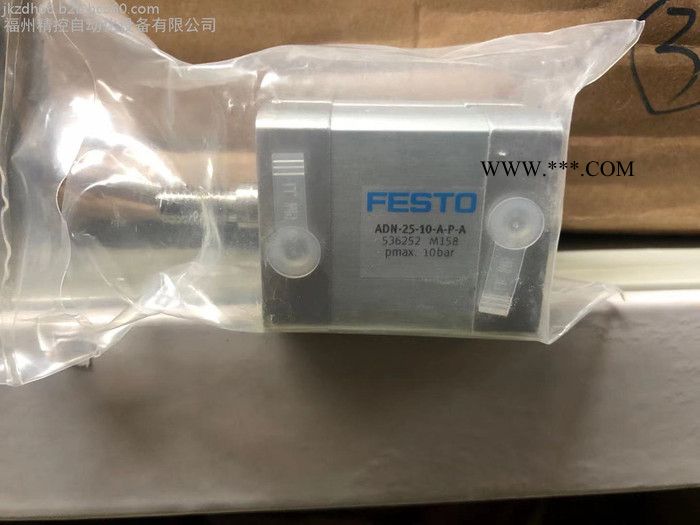 福州精控自动化设备有限公司
WWW.***.COM
FESTO
ADN-25-10-A-P-A
536252 M158
pmax. 10bar
3